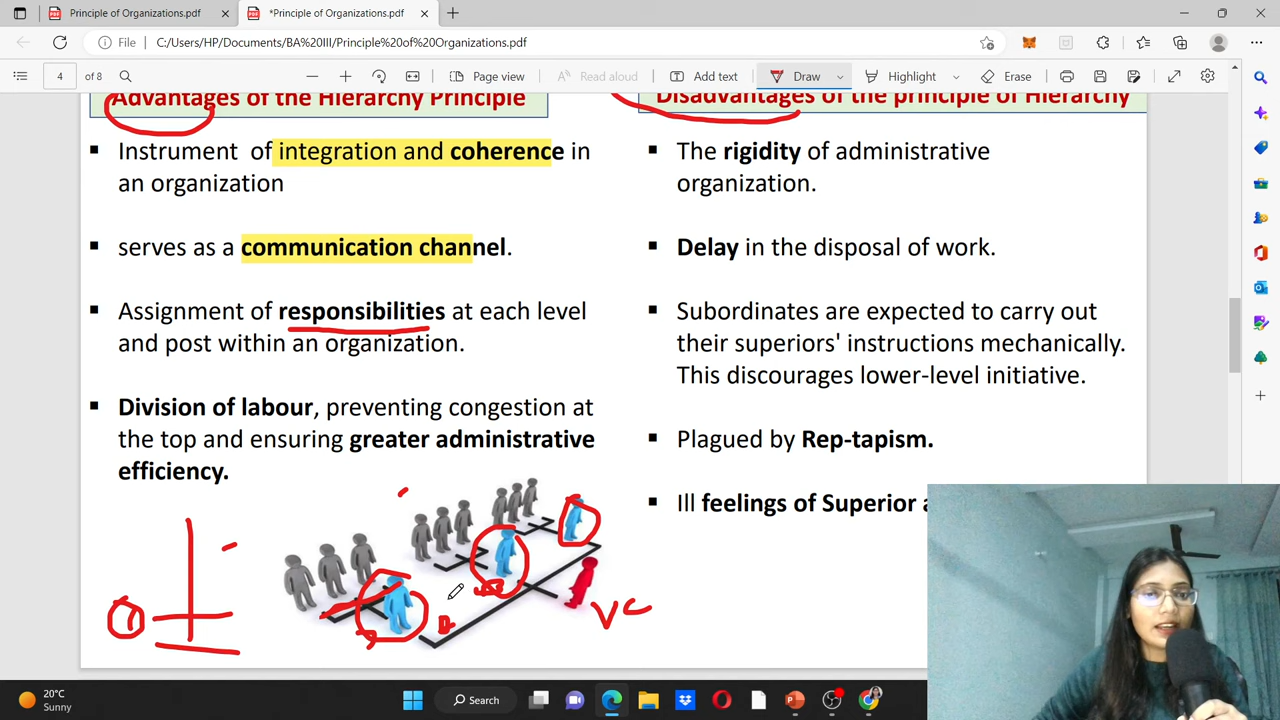 Principle of Organizations.pdf
*Principle of Organizations.pdf
File
C:/Users/HP/Documents/BA%20III/Principle%20of%20Organizations.pdf
4
of 8
Page view
Read aloud
Add text
Draw
Highlight
Erase
Advantages of the Hierarchy Principle
Instrument of integration and coherence in
an organization
serves as a communication channel.
Assignment of responsibilities at each level
and post within an organization.
Division of labour, preventing congestion at
the top and ensuring greater administrative
efficiency.
Disadvantages of the principle of Hierarchy
The rigidity of administrative
organization.
Delay in the disposal of work.
Subordinates are expected to carry out
their superiors' instructions mechanically.
This discourages lower-level initiative.
Plagued by Rep-tapism.
Ill feelings of Superior
VC
20°C
Sunny
Search